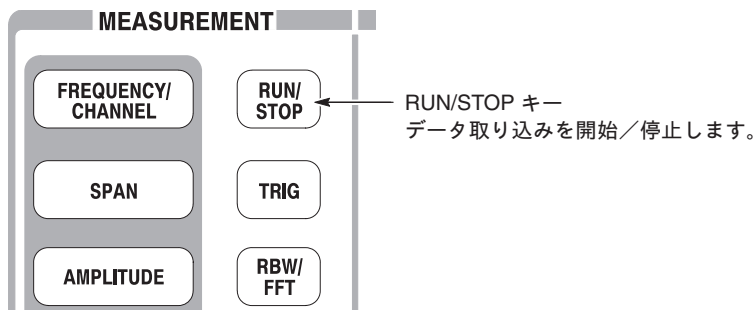 MEASUREMENT
FREQUENCY/
CHANNEL
RUN/
STOP
RUN/STOP キー
データ取り込みを開始／停止します。
SPAN
TRIG
AMPLITUDE
RBW/
FFT